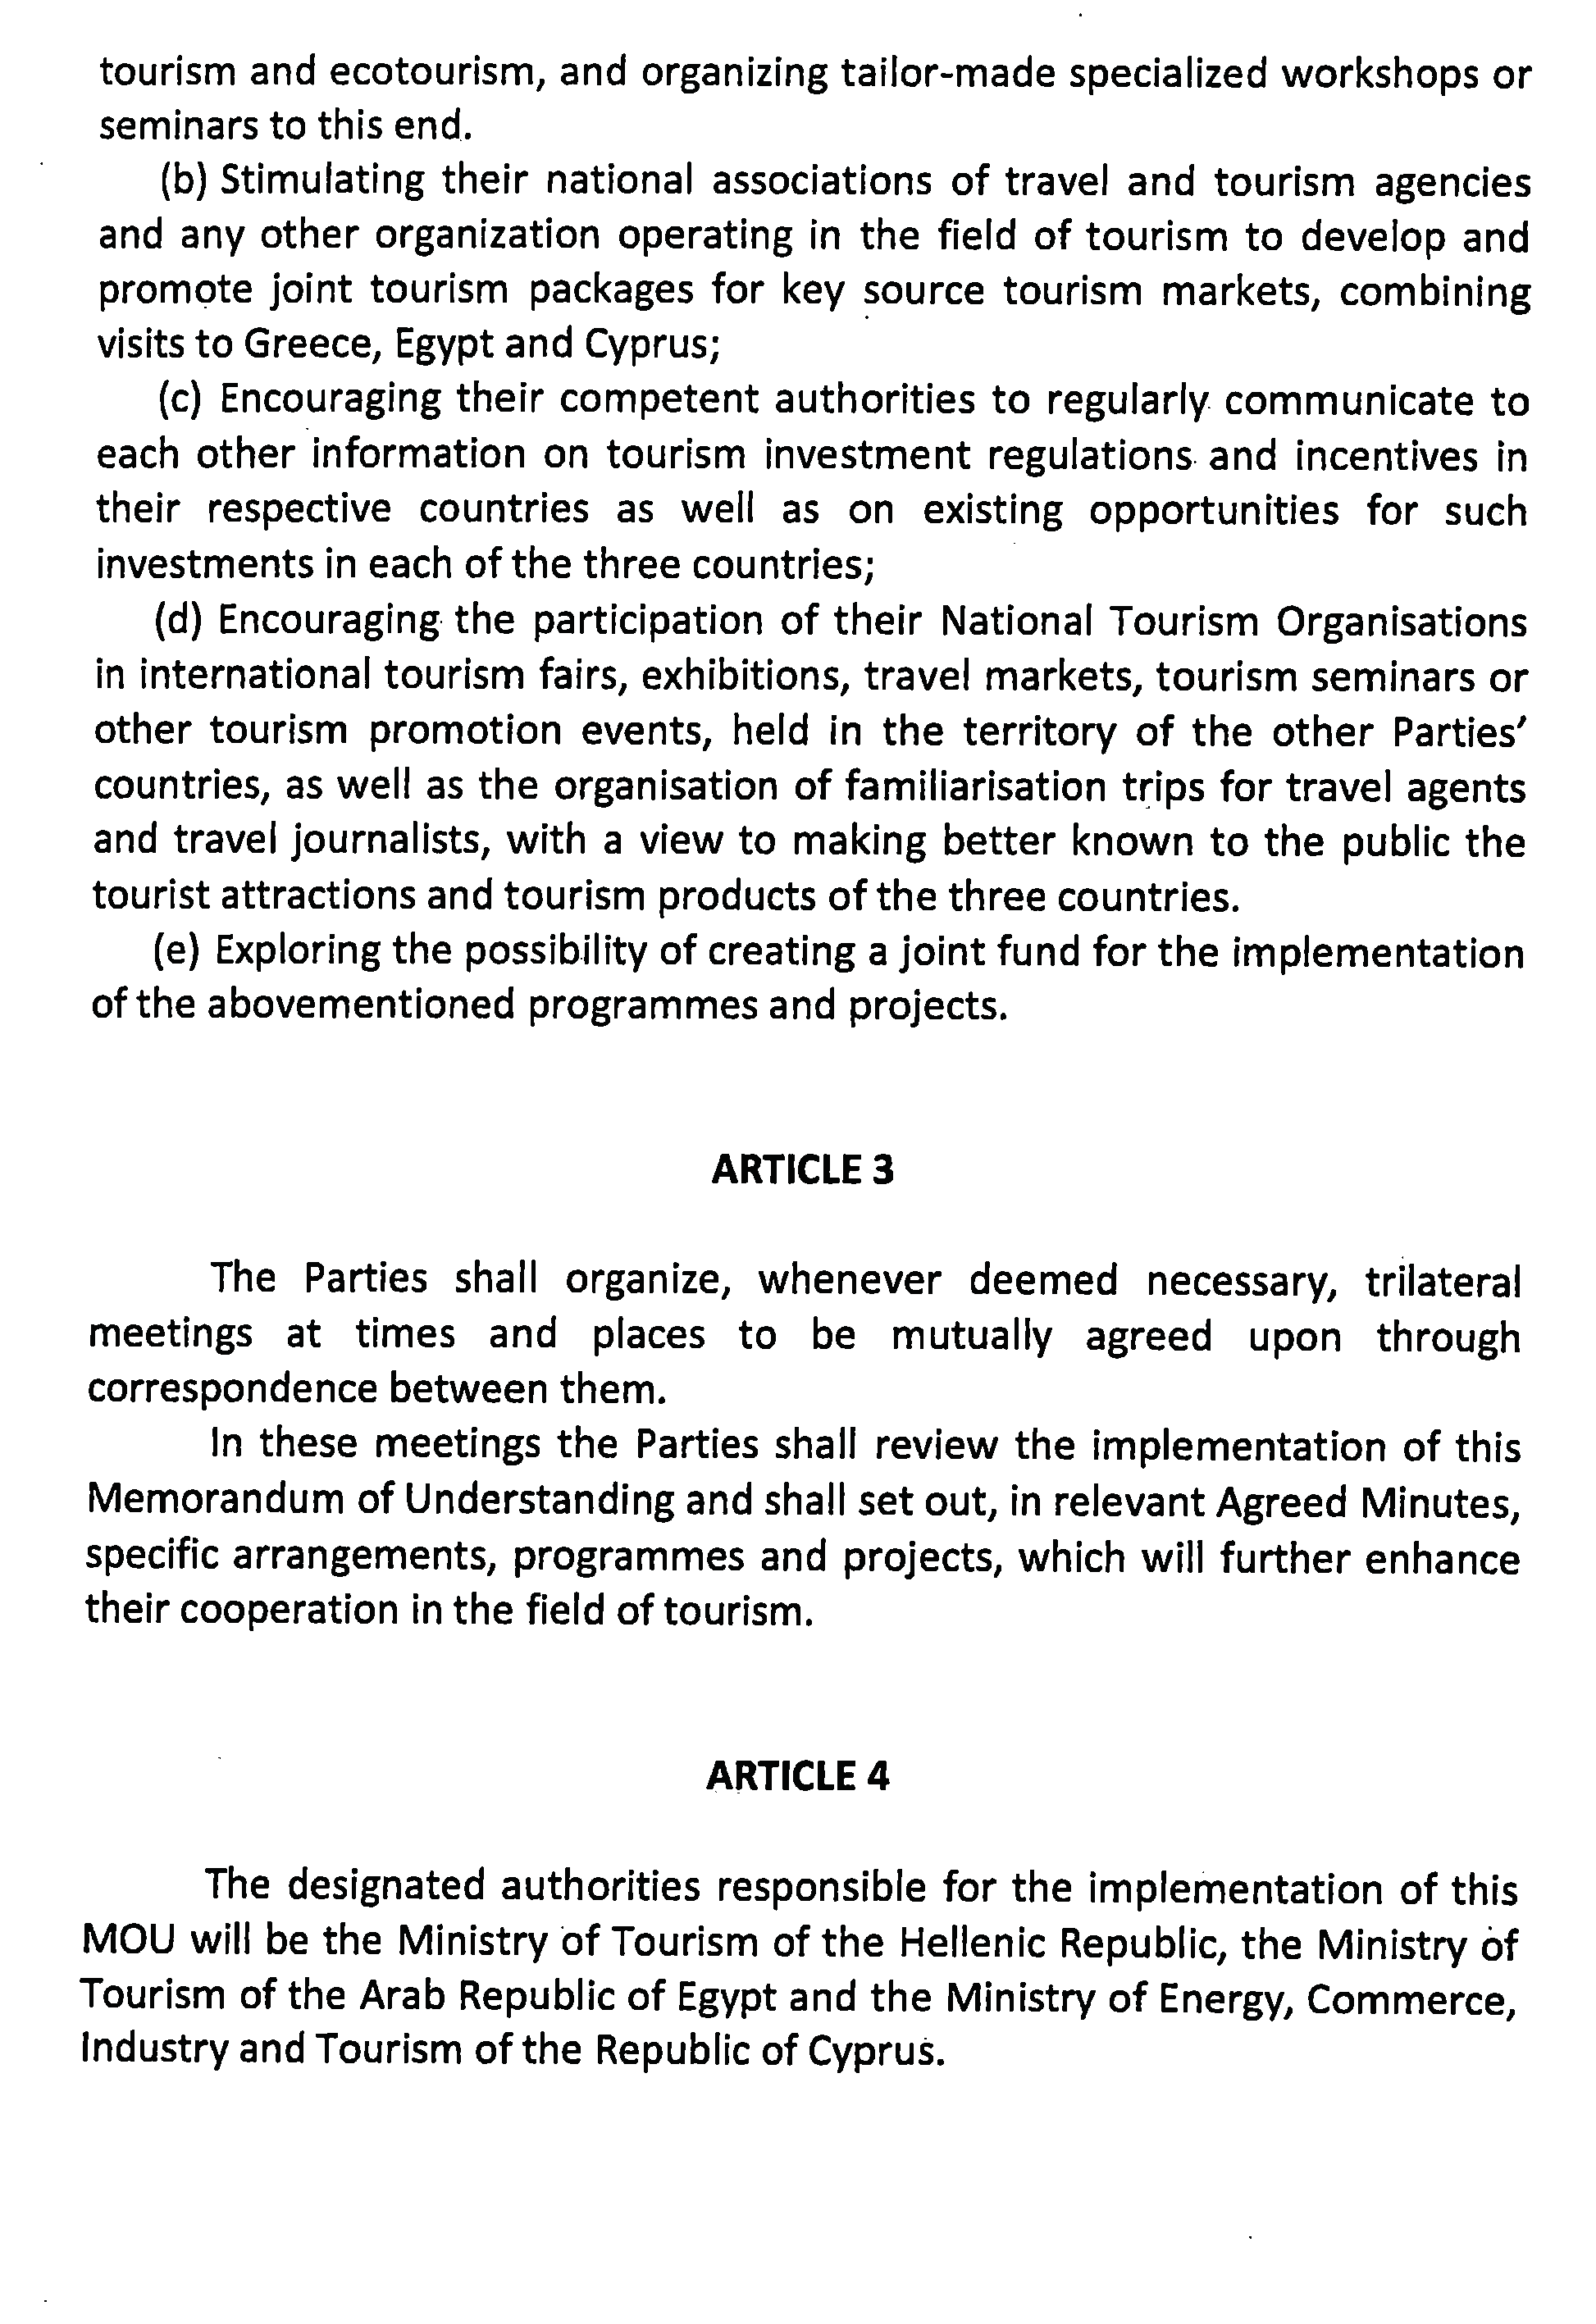 tourism and ecotourism, and organizing tailor-made specialized workshops or
seminars to this end.
(b) Stimulating their national associations of travel and tourism agencies
and any other organization operating in the field of tourism to develop and
promote joint tourism packages for key source tourism markets, combining
visits to Greece, Egypt and Cyprus;
(c) Encouraging their competent authorities to regularly communicate to
each other information on tourism investment regulations and incentives in
their respective countries as well as on existing opportunities for such
investments in each of the three countries;
(d) Encouraging the participation of their National Tourism Organisations
in international tourism fairs, exhibitions, travel markets, tourism seminars or
other tourism promotion events, held in the territory of the other Parties'
countries, as well as the organisation of familiarisation trips for travel agents
and travel journalists, with a view to making better known to the public the
tourist attractions and tourism products of the three countries.
(e) Exploring the possibility of creating a joint fund for the implementation
of the abovementioned programmes and projects.
ARTICLE 3
The Parties shall organize, whenever deemed necessary, trilateral
meetings at times and places to be mutually agreed upon through
correspondence between them.
In these meetings the Parties shall review the implementation of this
Memorandum of Understanding and shall set out, in relevant Agreed Minutes,
specific arrangements, programmes and projects, which will further enhance
their cooperation in the field of tourism.
ARTICLE 4
The designated authorities responsible for the implementation of this
MOU will be the Ministry of Tourism of the Hellenic Republic, the Ministry of
Tourism of the Arab Republic of Egypt and the Ministry of Energy, Commerce,
Industry and Tourism of the Republic of Cyprus.